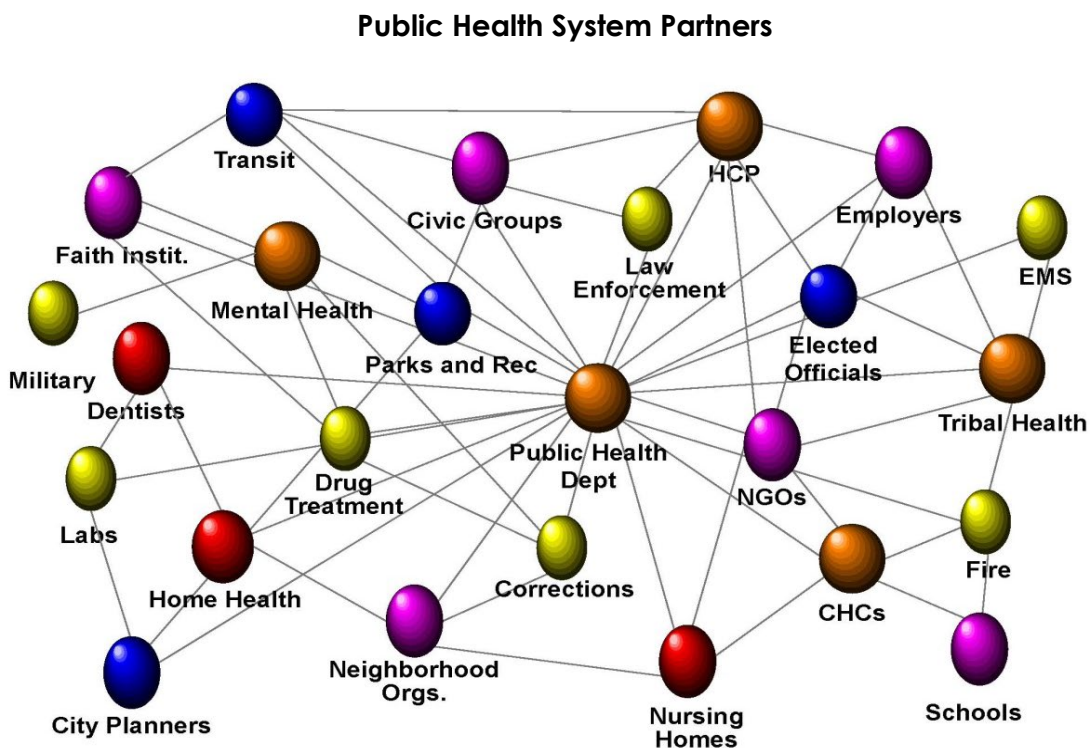 Public Health System Partners
Transit
HCP
Civic Groups
Employers
Faith Instit.
Law
Enforcement
EMS
Mental Health
Military
Parks and Rec
Elected
Officials
Dentists
Tribal Health
Public Health
Dept
Drug
Treatment
NGOs
Labs
Fire
Home Health
Corrections
CHCs
Neighborhood
Orgs.
City Planners
Nursing
Homes
Schools